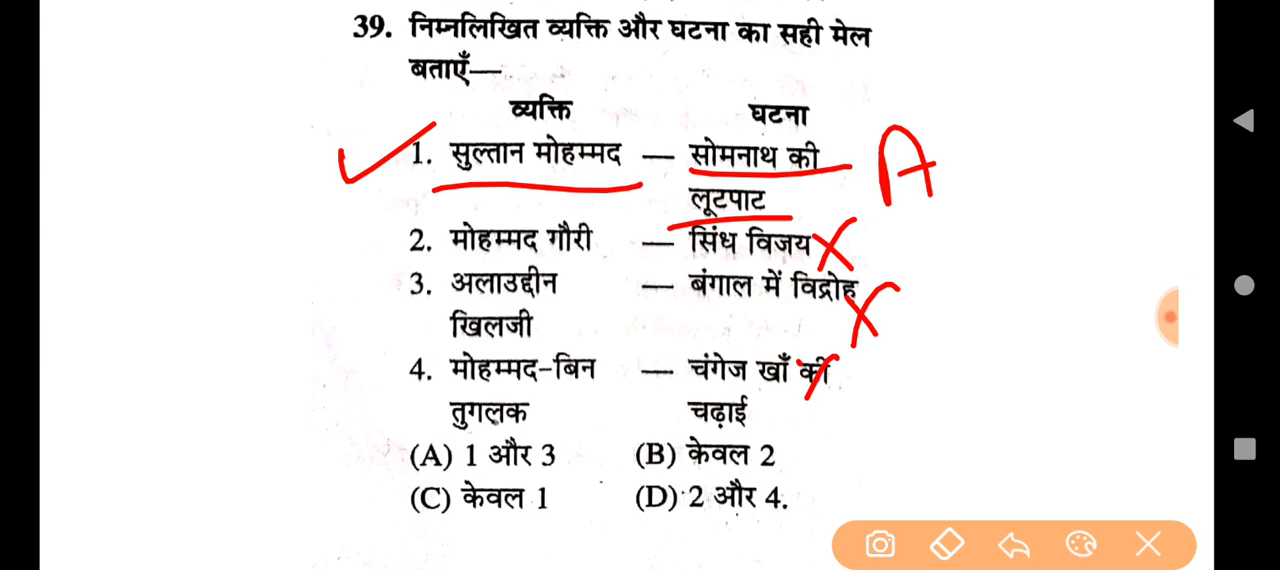 39. निम्नलिखित व्यक्ति और घटना का सही मेल
बताएँ—
व्यक्ति घटना
1. सुल्तान मोहम्मद — सोमनाथ की A
लूटपाट
2. मोहम्मद गौरी — सिंध विजय
3. अलाउद्दीन — बंगाल में विद्रोह
खिलजी
4. मोहम्मद-बिन — चंगेज खाँ की
तुगलक चढ़ाई
(A) 1 और 3 (B) केवल 2
(C) केवल 1 (D) 2 और 4.